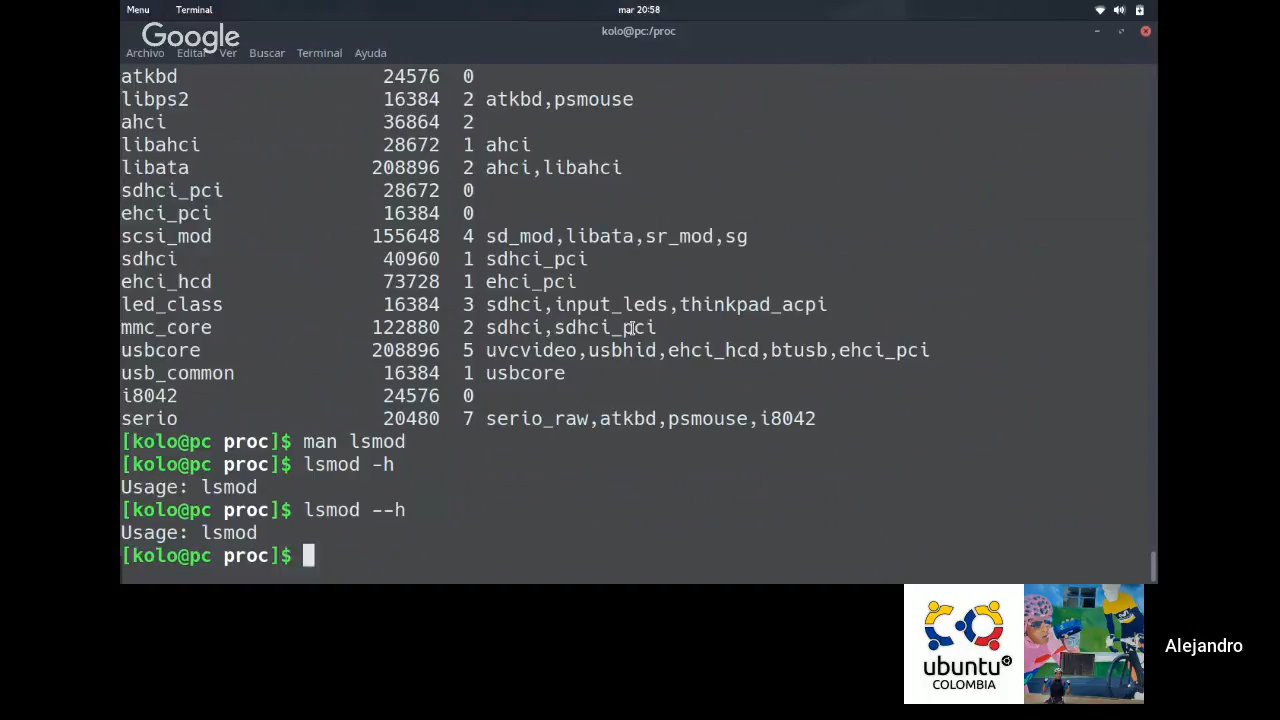 Menu Terminal mar 20:58
kolo@pc:/proc
Google
Archivo Editar Ver Buscar Terminal Ayuda
atkbd 24576 0
libps2 16384 2 atkbd,psmouse
ahci 36864 2
libahci 28672 1 ahci
libata 208896 2 ahci,libahci
sdhci_pci 28672 0
ehci_pci 16384 0
scsi_mod 155648 4 sd_mod,libata,sr_mod,sg
sdhci 40960 1 sdhci_pci
ehci_hcd 73728 1 ehci_pci
led_class 16384 3 sdhci,input_leds,thinkpad_acpi
mmc_core 122880 2 sdhci,sdhci_pci
usbcore 208896 5 uvcvideo,usbhid,ehci_hcd,btusb,ehci_pci
usb_common 16384 1 usbcore
i8042 24576 0
serio 20480 7 serio_raw,atkbd,psmouse,i8042
[kolo@pc proc]$ man lsmod
[kolo@pc proc]$ lsmod -h
Usage: lsmod
[kolo@pc proc]$ lsmod --h
Usage: lsmod
[kolo@pc proc]$
ubuntu
COLOMBIA
Alejandro